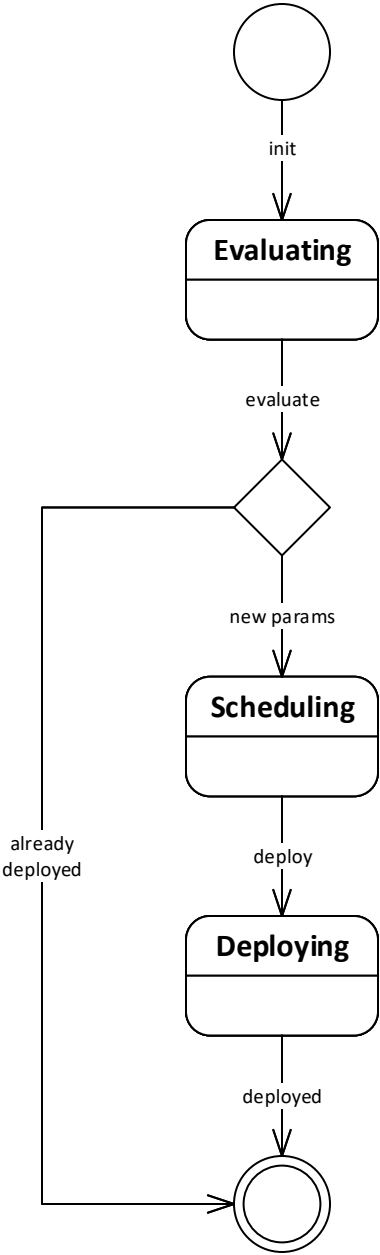 init
Evaluating
evaluate
new params
Scheduling
already
deployed
deploy
Deploying
deployed